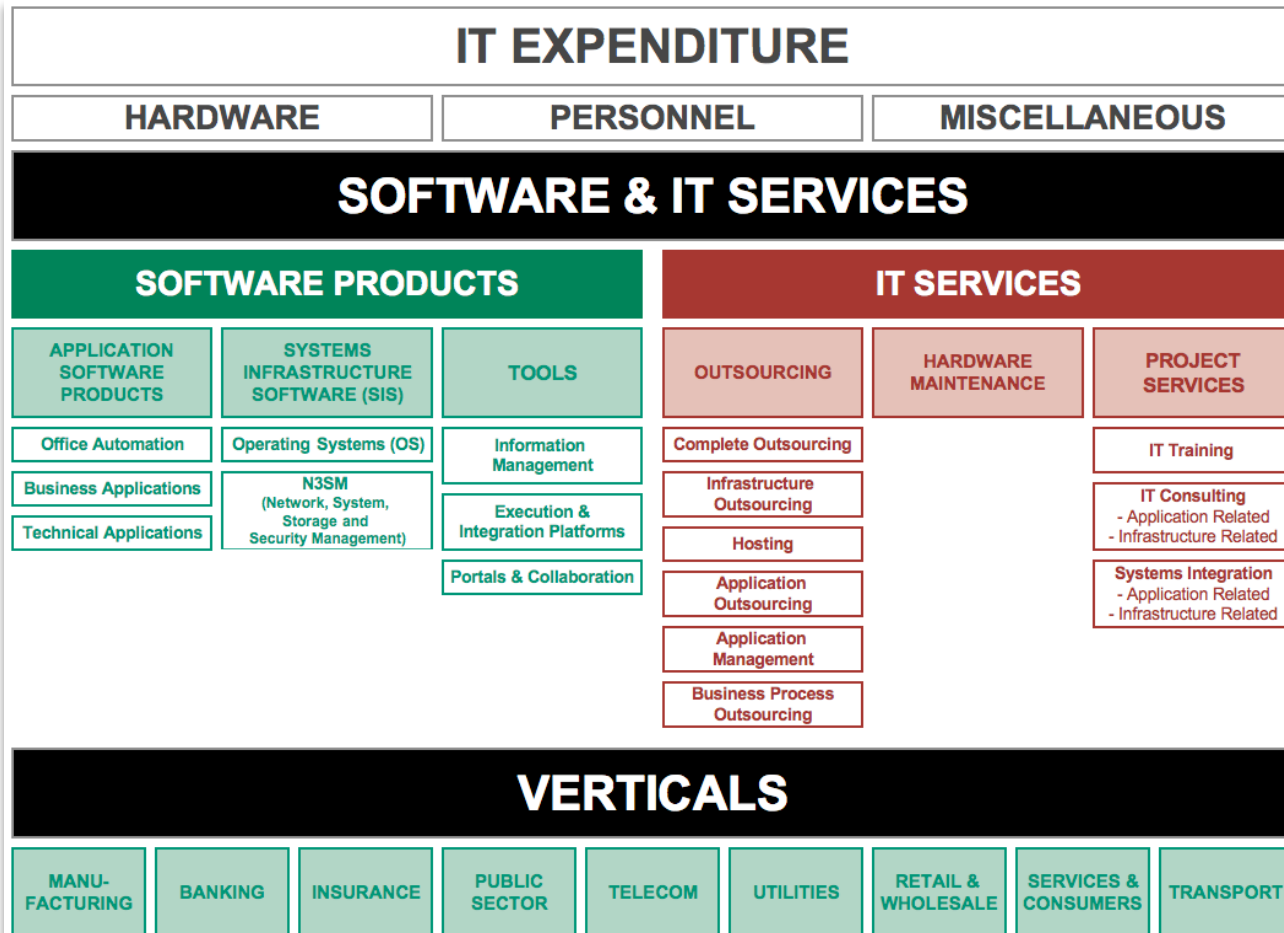 IT EXPENDITURE
HARDWARE
PERSONNEL
MISCELLANEOUS
SOFTWARE & IT SERVICES
SOFTWARE PRODUCTS
IT SERVICES
APPLICATION
SOFTWARE
PRODUCTS
Office Automation
Business Applications
Technical Applications
SYSTEMS
INFRASTRUCTURE
SOFTWARE (SIS)
Operating Systems (OS)
N3SM
(Network, System,
Storage and
Security Management)
TOOLS
Information
Management
Execution &
Integration Platforms
Portals & Collaboration
OUTSOURCING
Complete Outsourcing
Infrastructure
Outsourcing
Hosting
Application
Outsourcing
Application
Management
Business Process
Outsourcing
HARDWARE
MAINTENANCE
PROJECT
SERVICES
IT Training
IT Consulting
- Application Related
- Infrastructure Related
Systems Integration
- Application Related
- Infrastructure Related
VERTICALS
MANU-
FACTURING
BANKING
INSURANCE
PUBLIC
SECTOR
TELECOM
UTILITIES
RETAIL &
WHOLESALE
SERVICES &
CONSUMERS
TRANSPORT